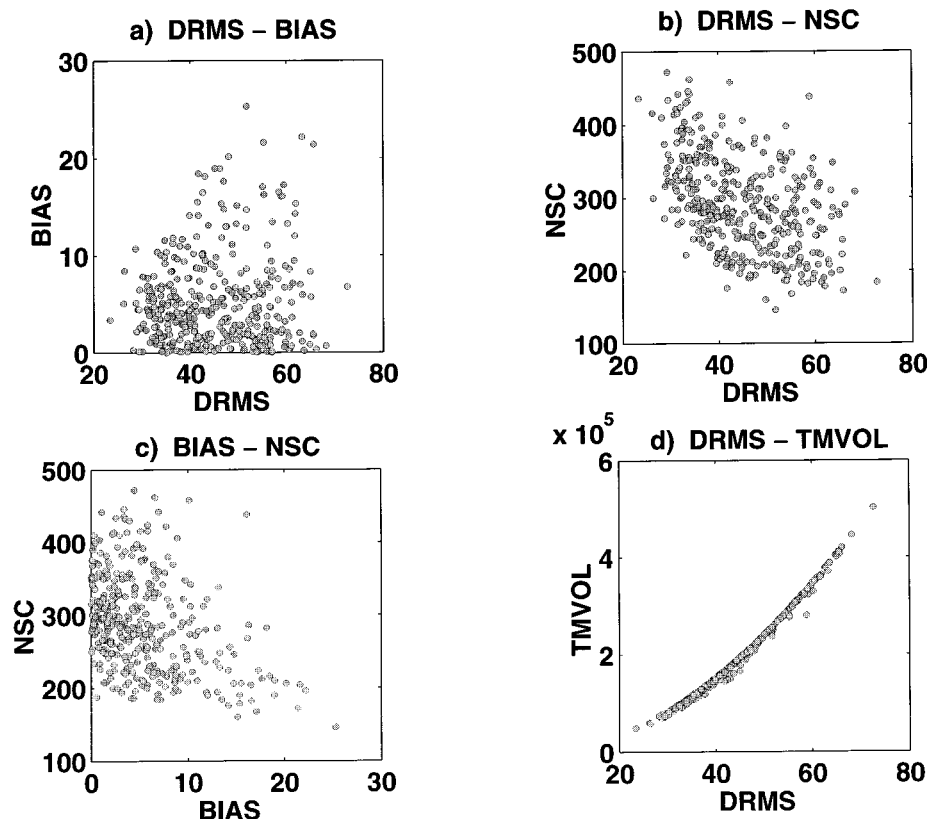 a) DRMS – BIAS
30
20
10
0
BIAS
20 40 60 80
DRMS
b) DRMS – NSC
500
400
300
200
100
NSC
20 40 60 80
DRMS
c) BIAS – NSC
500
400
300
200
100
NSC
0 10 20 30
BIAS
x 10^5
d) DRMS – TMVOL
6
4
2
0
TMVOL
20 40 60 80
DRMS